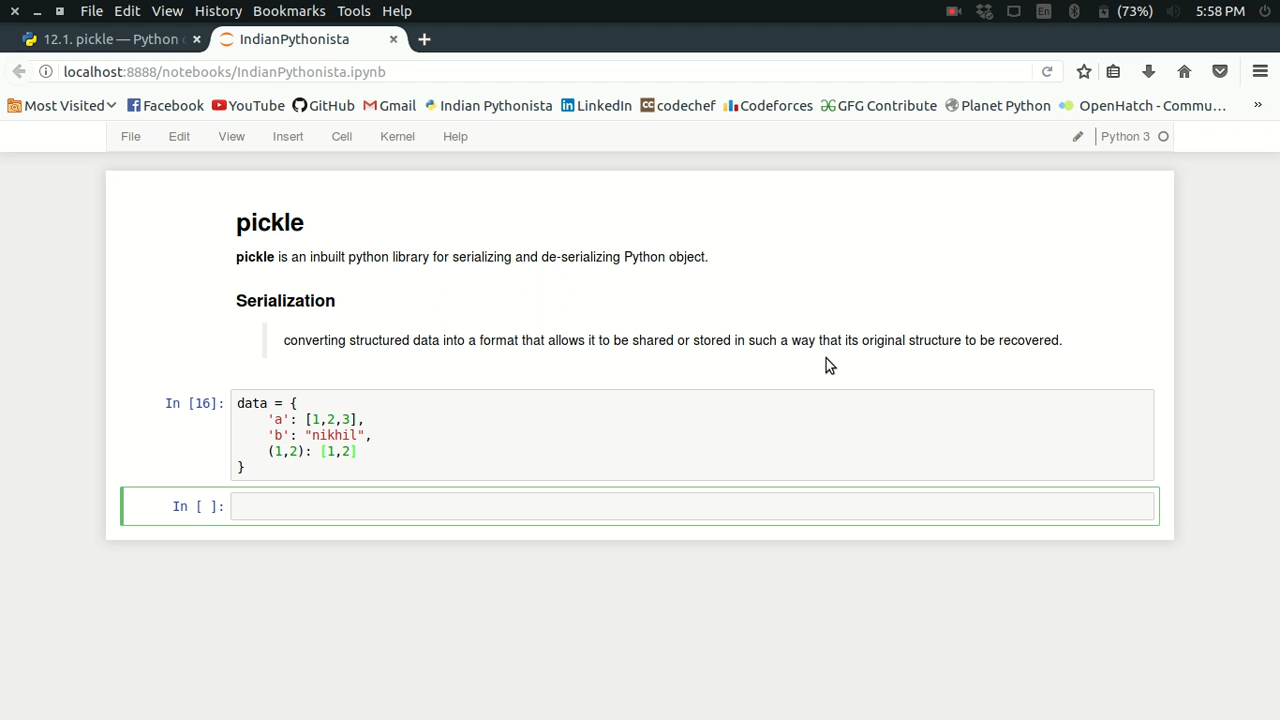 File Edit View History Bookmarks Tools Help En (73%) 5:58 PM
12.1. pickle — Python IndianPythonista
localhost:8888/notebooks/IndianPythonista.ipynb
Most Visited Facebook YouTube GitHub Gmail Indian Pythonista LinkedIn codechef Codeforces GFG Contribute Planet Python OpenHatch - Commu... »
File Edit View Insert Cell Kernel Help Python 3
pickle
pickle is an inbuilt python library for serializing and de-serializing Python object.
Serialization
converting structured data into a format that allows it to be shared or stored in such a way that its original structure to be recovered.
In [16]: data = {
'a': [1,2,3],
'b': "nikhil",
(1,2): [1,2]
}
In [ ]: